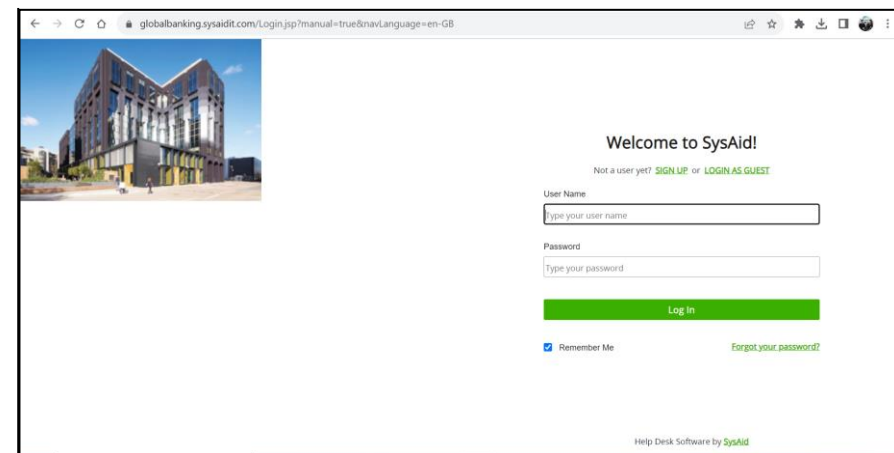 globalbanking.sysaidit.com/Login.jsp?manual=true&navLanguage=en-GB
Welcome to SysAid!
Not a user yet? SIGN UP or LOGIN AS GUEST
User Name
Type your user name
Password
Type your password
Log In
Remember Me Forgot your password?
Help Desk Software by SysAid